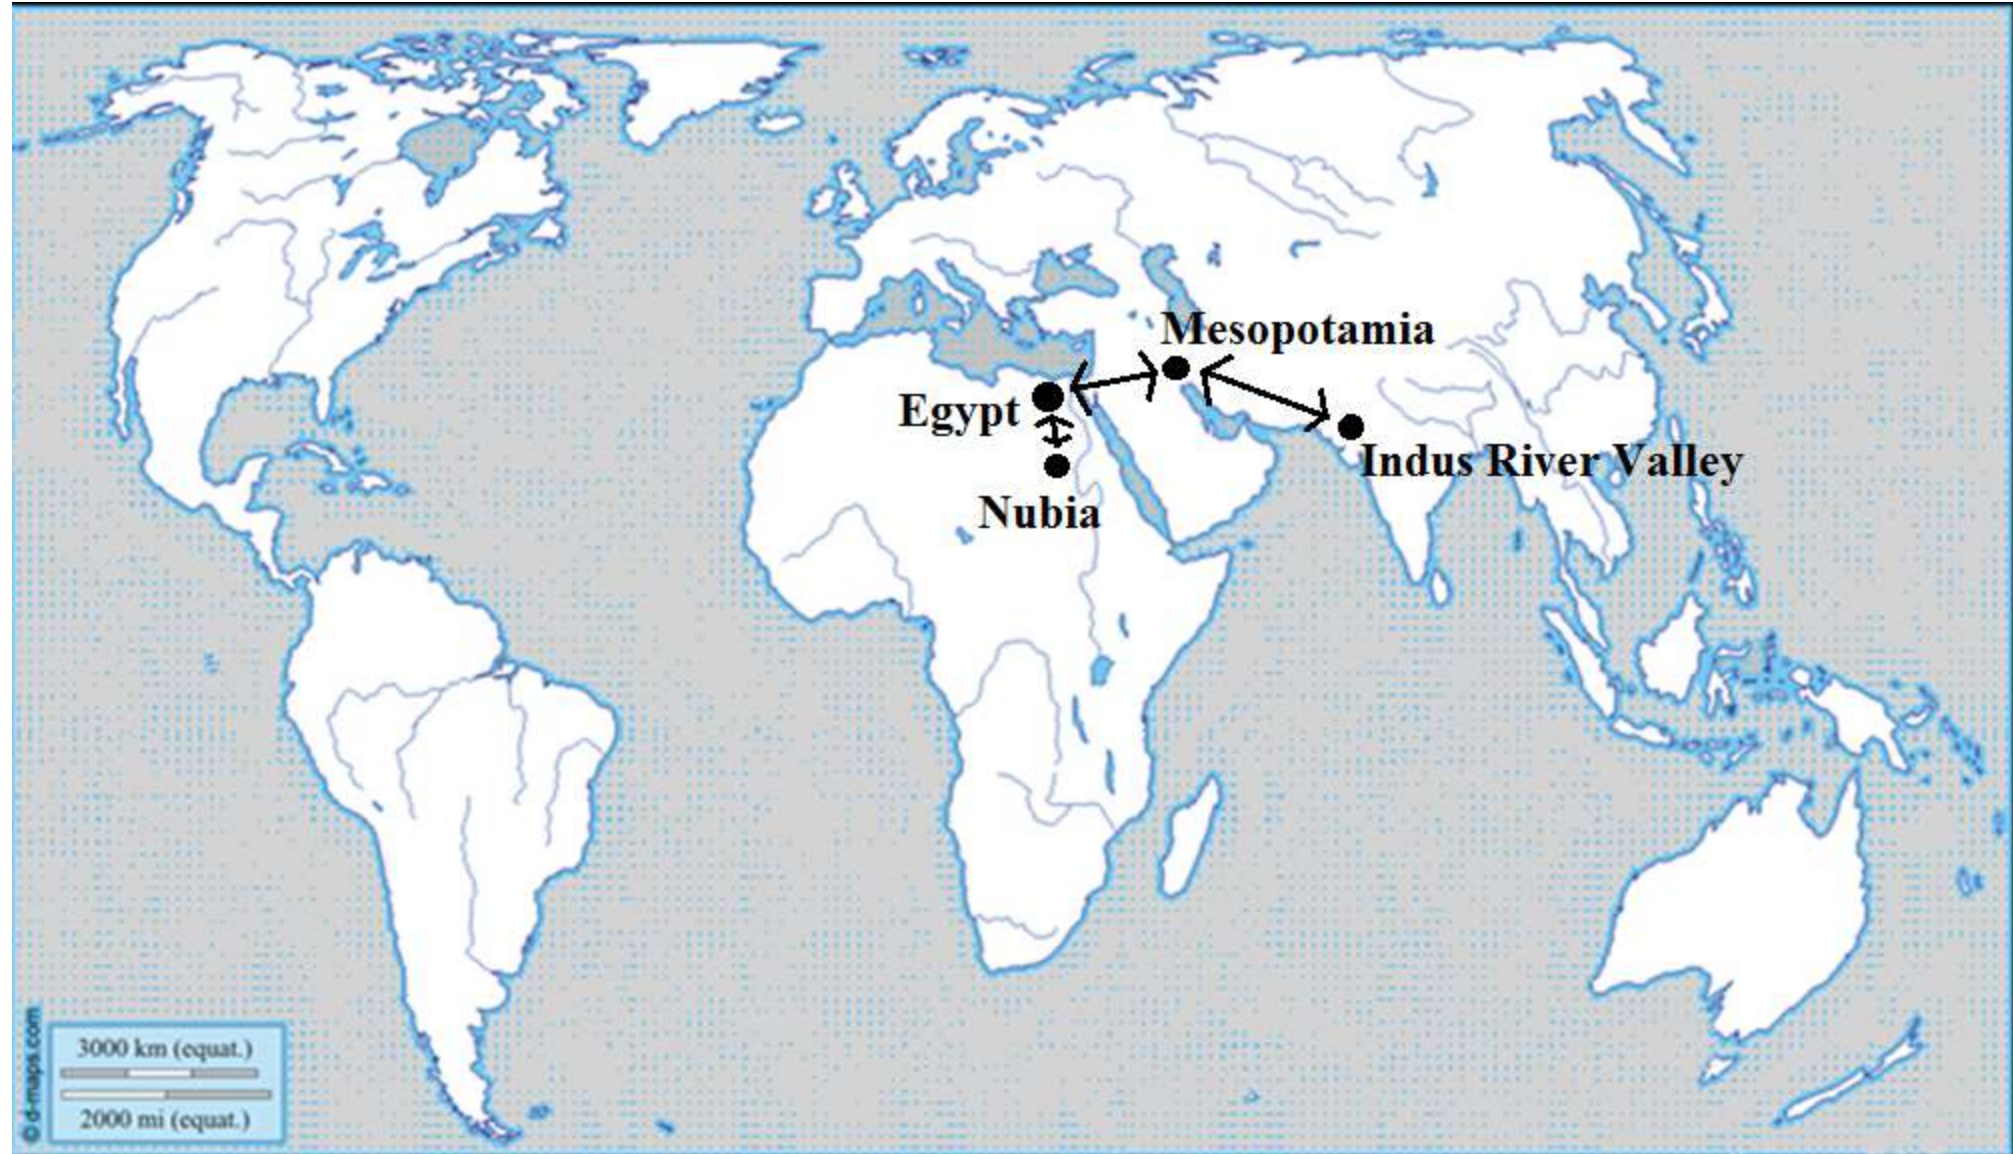 Mesopotamia
Egypt
Indus River Valley
Nubia
© d-maps.com
3000 km (equat.)
2000 mi (equat.)